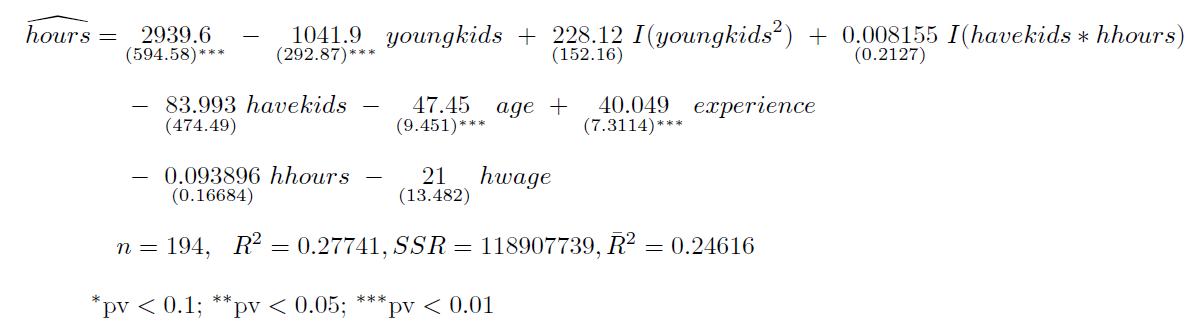 hours = 2939.6 − 1041.9 youngkids + 228.12 I(youngkids²) + 0.008155 I(havekids ∗ hhours)
(594.58)*** (292.87)*** (152.16) (0.2127)
− 83.993 havekids − 47.45 age + 40.049 experience
(474.49) (9.451)*** (7.3114)***
− 0.093896 hhours − 21 hwage
(0.16684) (13.482)
n = 194, R² = 0.27741, SSR = 118907739, R̄² = 0.24616
*pv < 0.1; **pv < 0.05; ***pv < 0.01